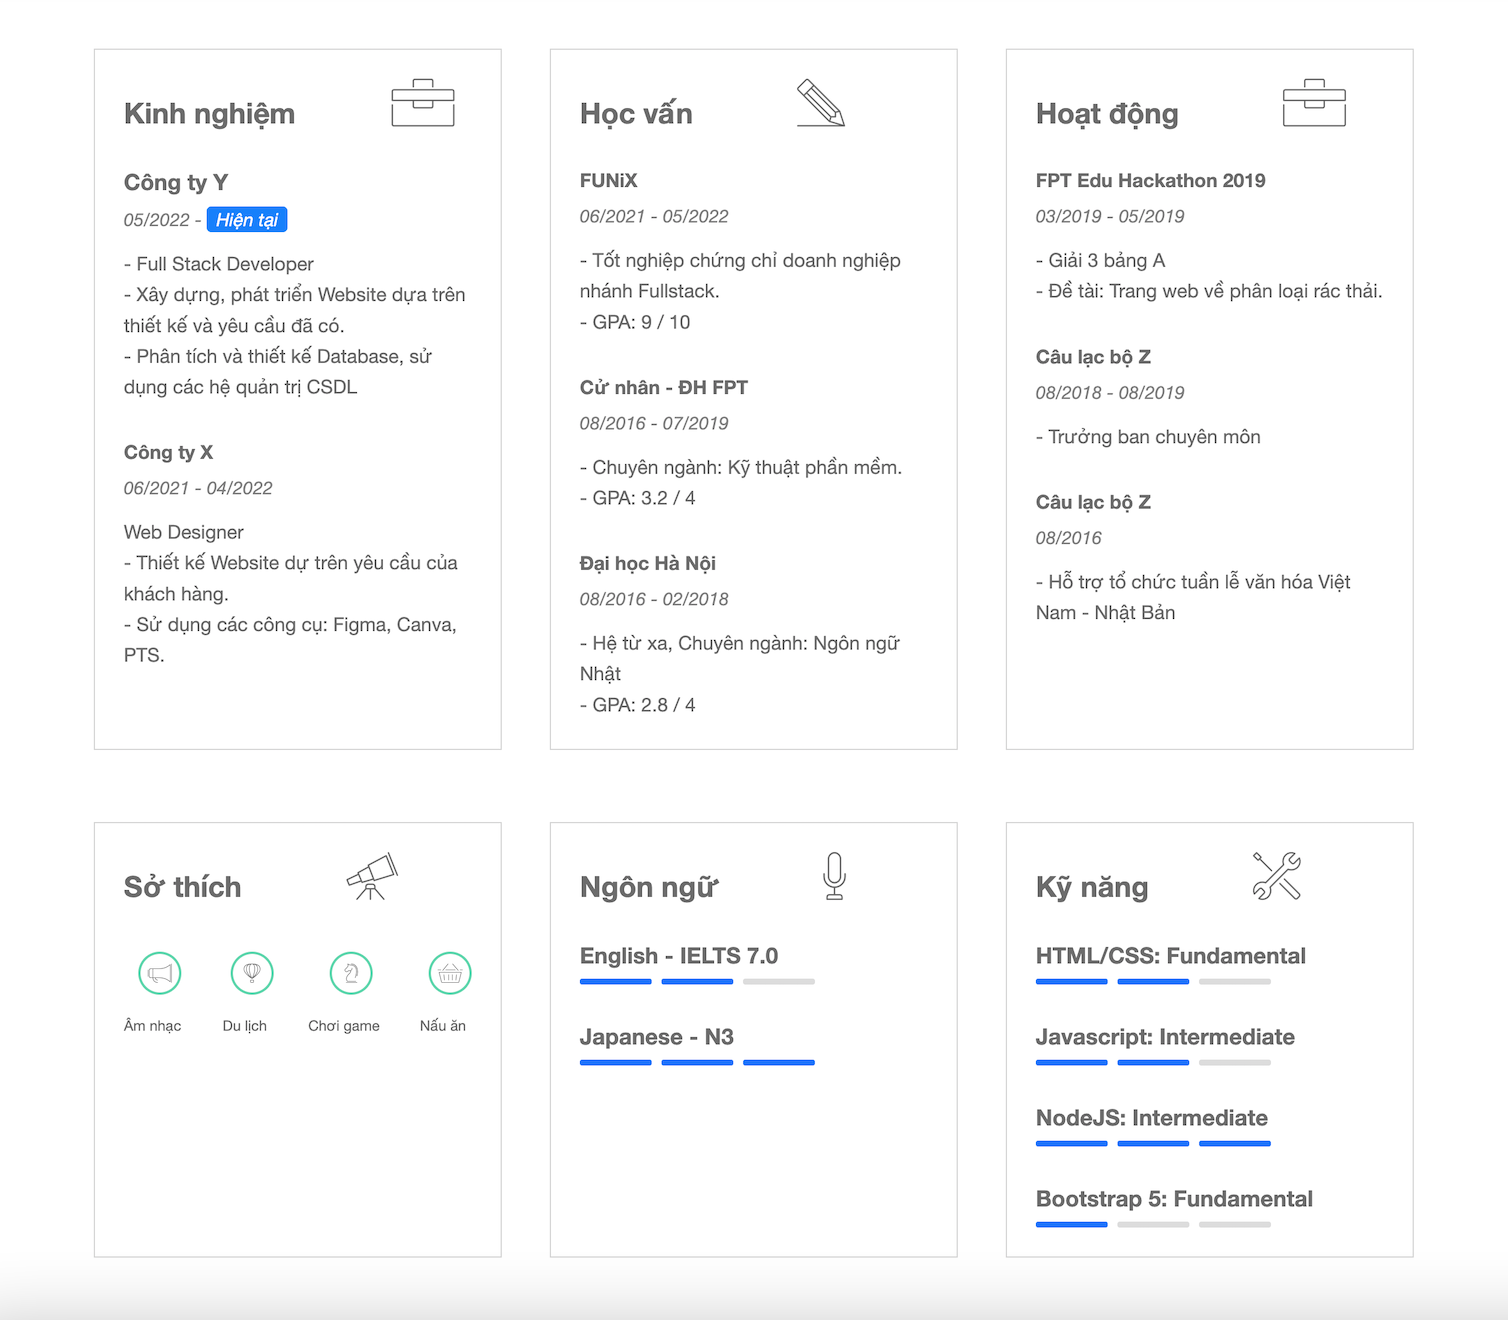 Kinh nghiệm
Công ty Y
05/2022 - Hiện tại
- Full Stack Developer
- Xây dựng, phát triển Website dựa trên
thiết kế và yêu cầu đã có.
- Phân tích và thiết kế Database, sử
dụng các hệ quản trị CSDL
Công ty X
06/2021 - 04/2022
Web Designer
- Thiết kế Website dự trên yêu cầu của
khách hàng.
- Sử dụng các công cụ: Figma, Canva,
PTS.
Học vấn
FUNiX
06/2021 - 05/2022
- Tốt nghiệp chứng chỉ doanh nghiệp
nhánh Fullstack.
- GPA: 9 / 10
Cử nhân - ĐH FPT
08/2016 - 07/2019
- Chuyên ngành: Kỹ thuật phần mềm.
- GPA: 3.2 / 4
Đại học Hà Nội
08/2016 - 02/2018
- Hệ từ xa, Chuyên ngành: Ngôn ngữ
Nhật
- GPA: 2.8 / 4
Hoạt động
FPT Edu Hackathon 2019
03/2019 - 05/2019
- Giải 3 bảng A
- Đề tài: Trang web về phân loại rác thải.
Câu lạc bộ Z
08/2018 - 08/2019
- Trưởng ban chuyên môn
Câu lạc bộ Z
08/2016
- Hỗ trợ tổ chức tuần lễ văn hóa Việt
Nam - Nhật Bản
Sở thích
Âm nhạc
Du lịch
Chơi game
Nấu ăn
Ngôn ngữ
English - IELTS 7.0
Japanese - N3
Kỹ năng
HTML/CSS: Fundamental
Javascript: Intermediate
NodeJS: Intermediate
Bootstrap 5: Fundamental